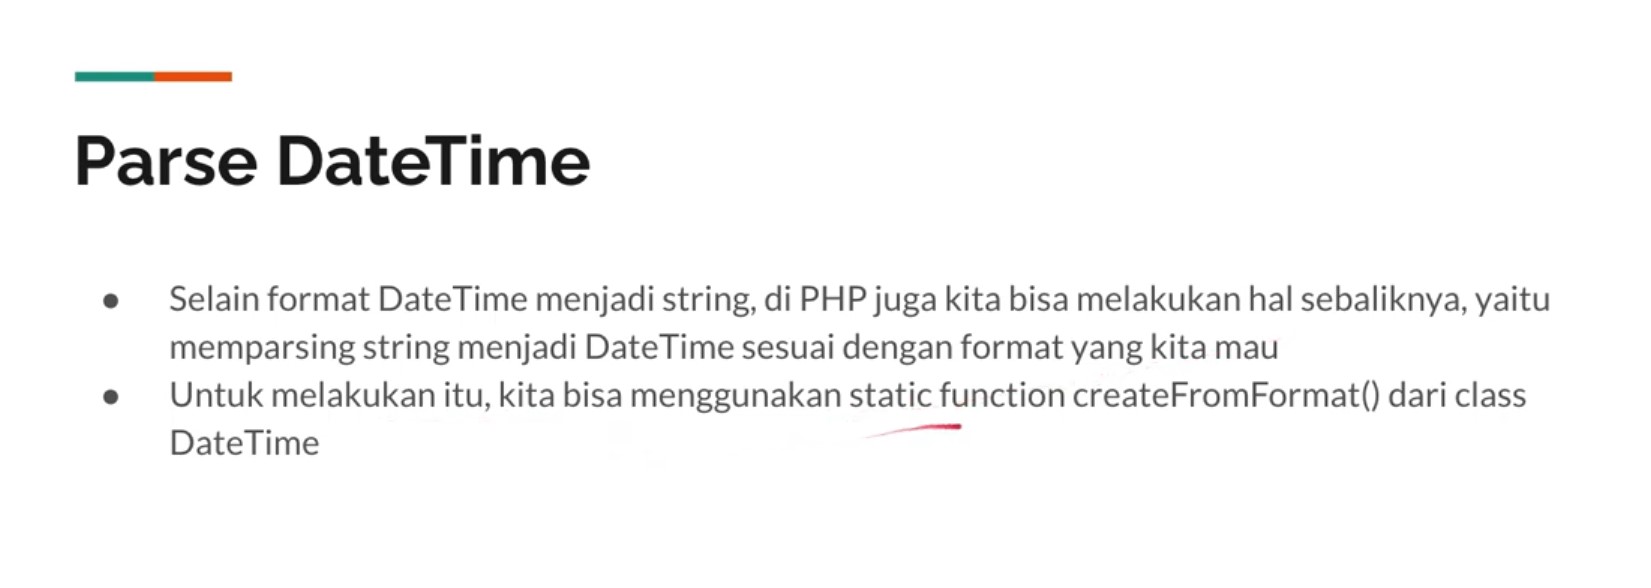 Parse DateTime
● Selain format DateTime menjadi string, di PHP juga kita bisa melakukan hal sebaliknya, yaitu
memparsing string menjadi DateTime sesuai dengan format yang kita mau
● Untuk melakukan itu, kita bisa menggunakan static function createFromFormat() dari class
DateTime